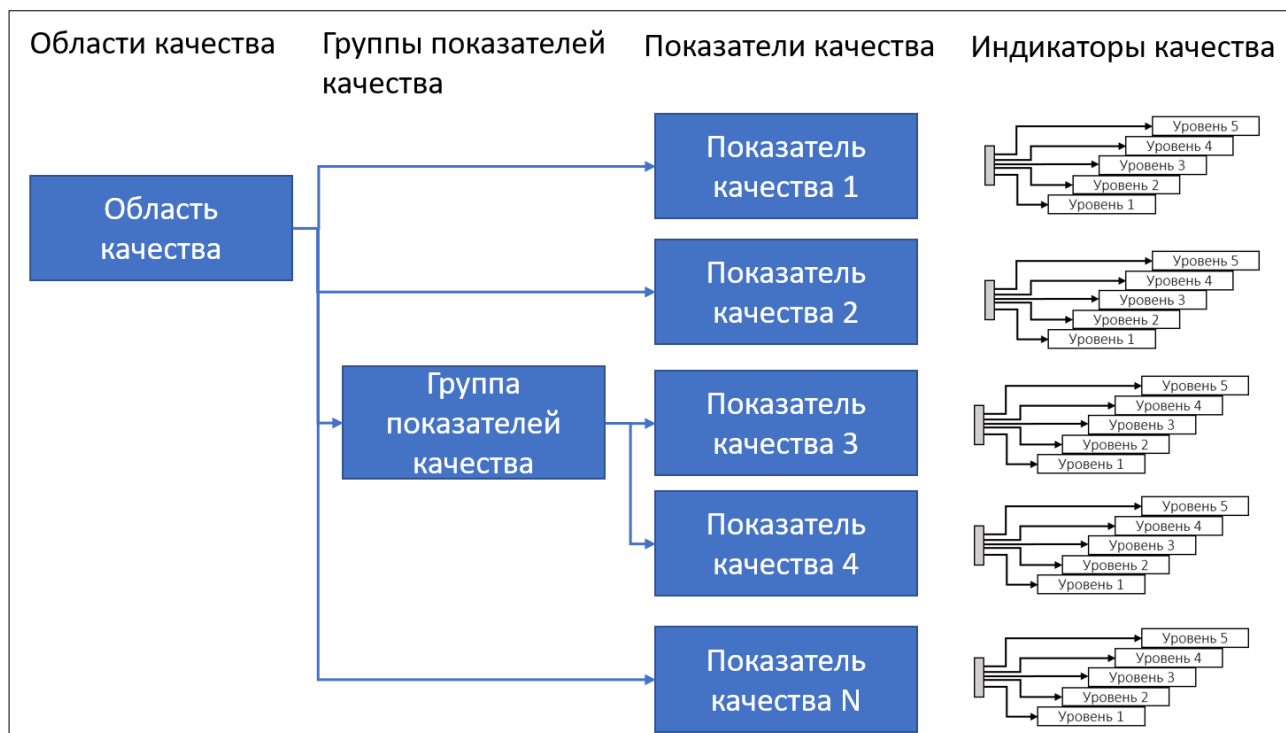 Области качества
Группы показателей
качества
Показатели качества
Индикаторы качества
Область
качества
Показатель
качества 1
Уровень 5
Уровень 4
Уровень 3
Уровень 2
Уровень 1
Показатель
качества 2
Уровень 5
Уровень 4
Уровень 3
Уровень 2
Уровень 1
Группа
показателей
качества
Показатель
качества 3
Уровень 5
Уровень 4
Уровень 3
Уровень 2
Уровень 1
Показатель
качества 4
Уровень 5
Уровень 4
Уровень 3
Уровень 2
Уровень 1
Показатель
качества N
Уровень 5
Уровень 4
Уровень 3
Уровень 2
Уровень 1